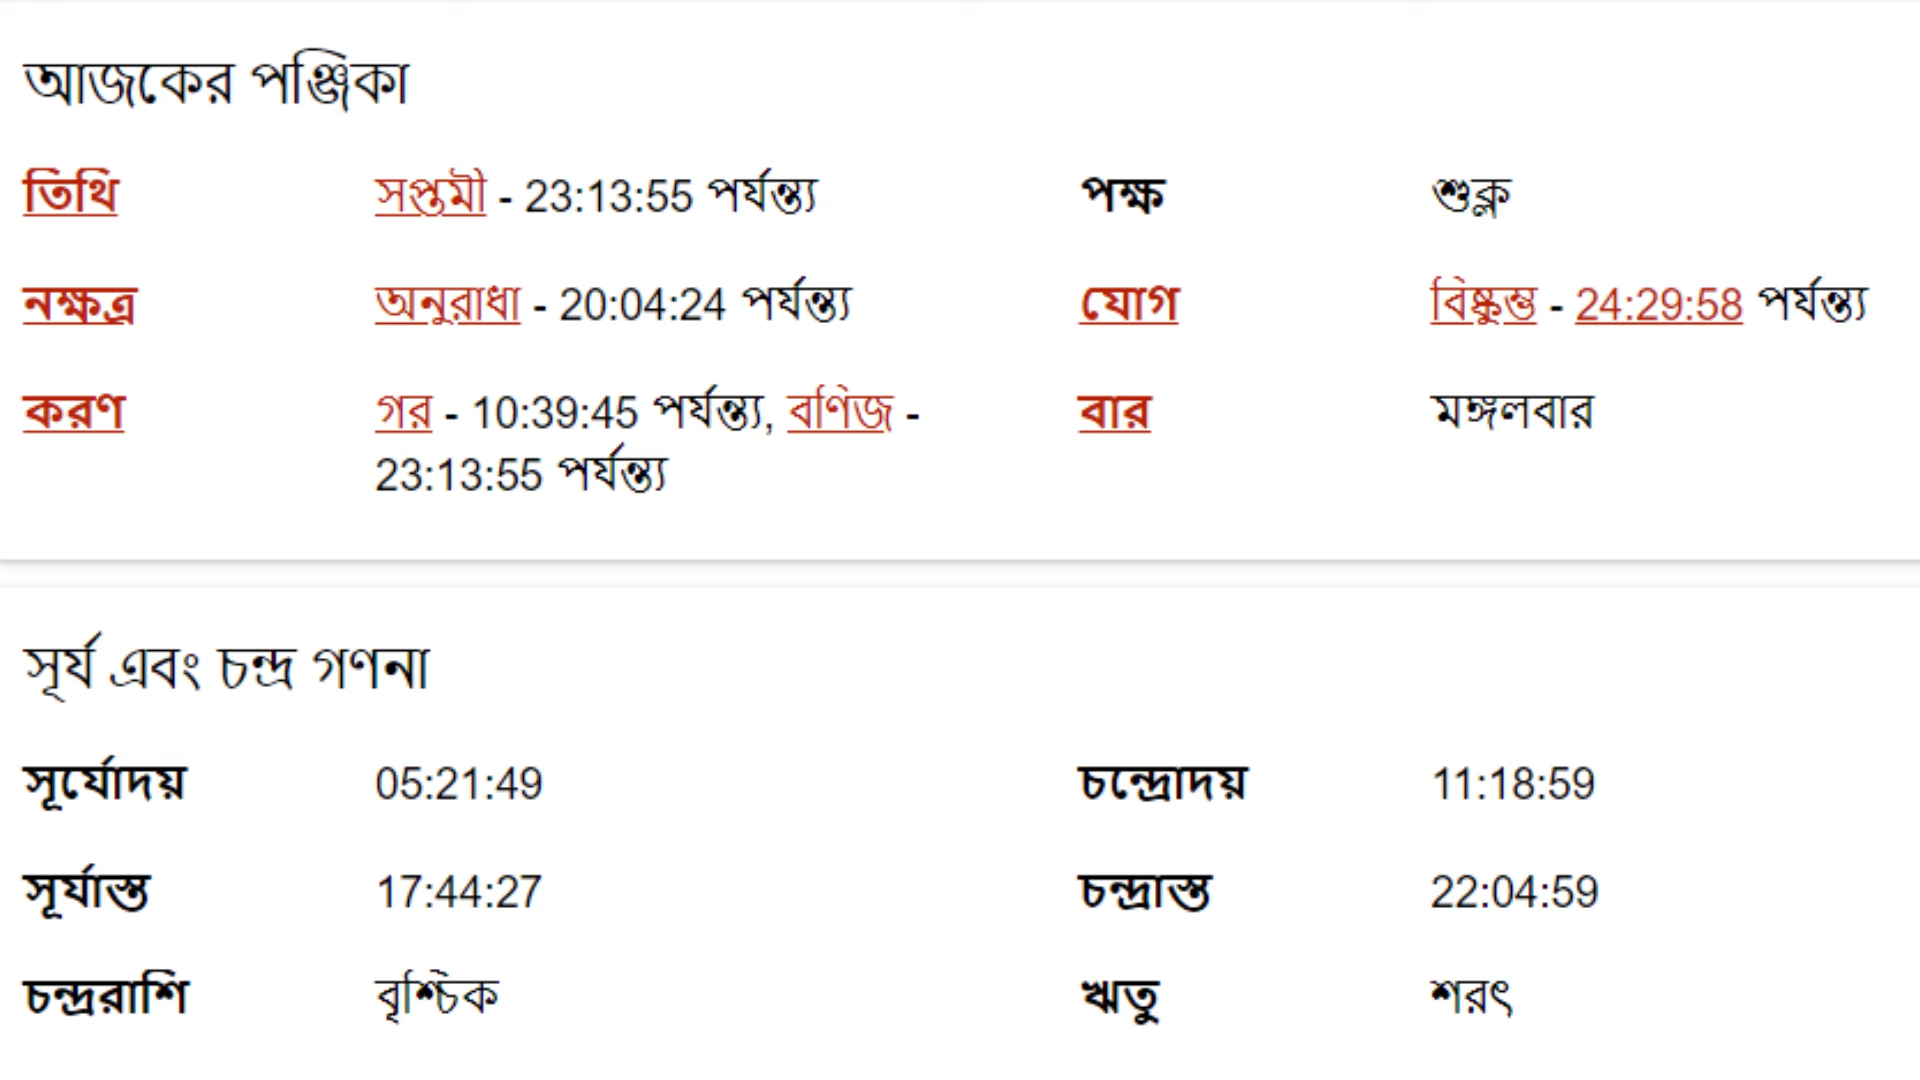 আজকের পঞ্জিকা
তিথি সপ্তমী - 23:13:55 পর্যন্ত্য পক্ষ শুক্ল
নক্ষত্র অনুরাধা - 20:04:24 পর্যন্ত্য যোগ বিষ্কুম্ভ - 24:29:58 পর্যন্ত্য
করণ গর - 10:39:45 পর্যন্ত্য, বণিজ - বার মঙ্গলবার
23:13:55 পর্যন্ত্য
সূর্য এবং চন্দ্র গণনা
সূর্যোদয় 05:21:49 চন্দ্রোদয় 11:18:59
সূর্যাস্ত 17:44:27 চন্দ্রাস্ত 22:04:59
চন্দ্ররাশি বৃশ্চিক ঋতু শরৎ